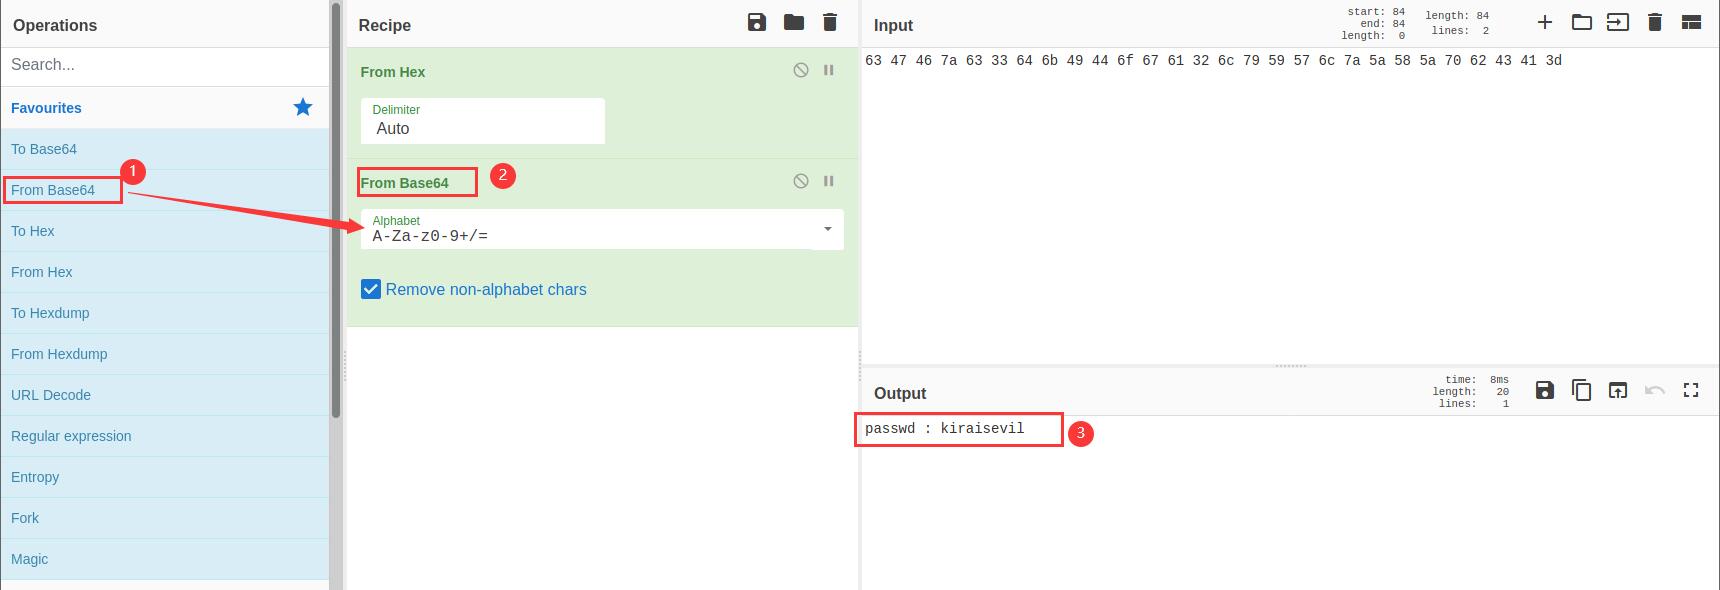 Operations
Search...
Favourites
To Base64
1
From Base64
To Hex
From Hex
To Hexdump
From Hexdump
URL Decode
Regular expression
Entropy
Fork
Magic
Recipe
From Hex
Delimiter
Auto
From Base64
2
Alphabet
A-Za-z0-9+/=
Remove non-alphabet chars
Input
start: 84
end: 84
length: 0
length: 84
lines: 2
63 47 46 7a 63 33 64 6b 49 44 6f 67 61 32 6c 79 59 57 6c 7a 5a 58 5a 70 62 43 41 3d
Output
time: 8ms
length: 20
lines: 1
passwd : kiraisevil
3